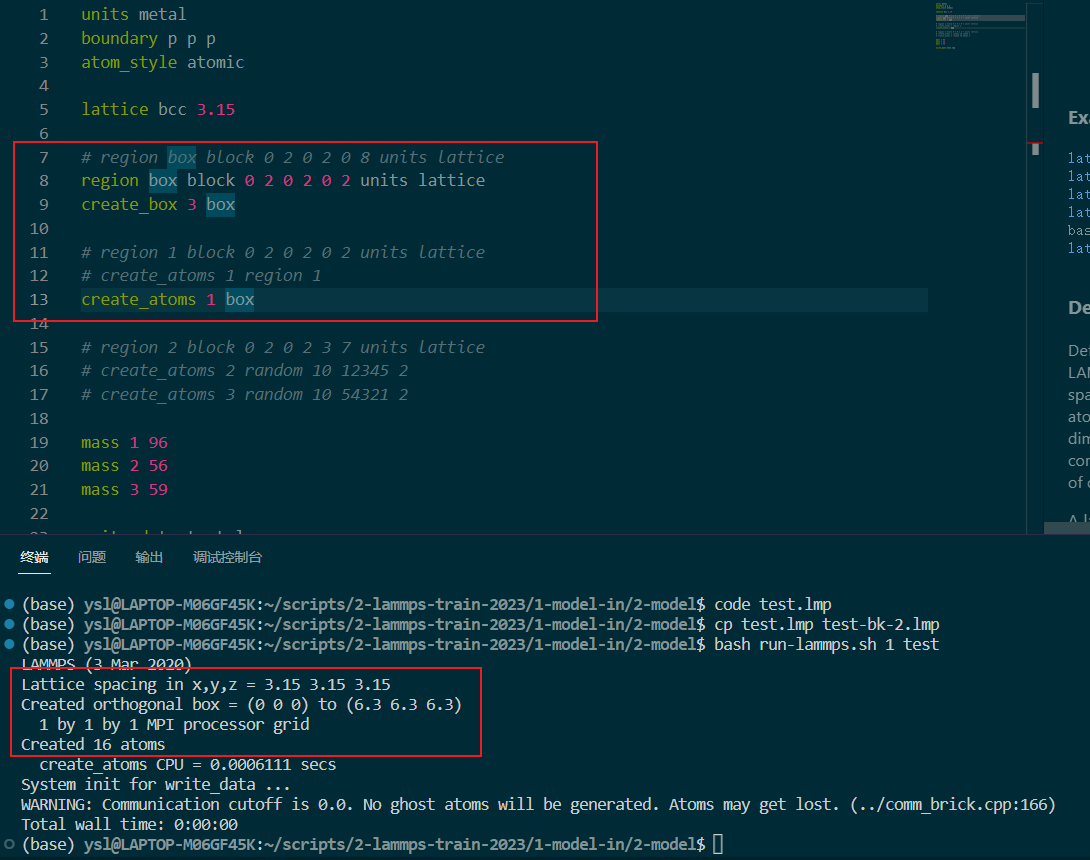 1 units metal
2 boundary p p p
3 atom_style atomic
4
5 lattice bcc 3.15
6
7 # region box block 0 2 0 2 0 8 units lattice
8 region box block 0 2 0 2 0 2 units lattice
9 create_box 3 box
10
11 # region 1 block 0 2 0 2 0 2 units lattice
12 # create_atoms 1 region 1
13 create_atoms 1 box
14
15 # region 2 block 0 2 0 2 3 7 units lattice
16 # create_atoms 2 random 10 12345 2
17 # create_atoms 3 random 10 54321 2
18
19 mass 1 96
20 mass 2 56
21 mass 3 59
22
Exa
lat
lat
lat
lat
bas
lat
De
Def
LAM
spa
ato
dim
con
of
终端 问题 输出 调试控制台
(base) ysl@LAPTOP-M06GF45K:~/scripts/2-lammps-train-2023/1-model-in/2-model$ code test.lmp
(base) ysl@LAPTOP-M06GF45K:~/scripts/2-lammps-train-2023/1-model-in/2-model$ cp test.lmp test-bk-2.lmp
(base) ysl@LAPTOP-M06GF45K:~/scripts/2-lammps-train-2023/1-model-in/2-model$ bash run-lammps.sh 1 test
LAMMPS (3 Mar 2020)
Lattice spacing in x,y,z = 3.15 3.15 3.15
Created orthogonal box = (0 0 0) to (6.3 6.3 6.3)
1 by 1 by 1 MPI processor grid
Created 16 atoms
create_atoms CPU = 0.0006111 secs
System init for write_data ...
WARNING: Communication cutoff is 0.0. No ghost atoms will be generated. Atoms may get lost. (../comm_brick.cpp:166)
Total wall time: 0:00:00
(base) ysl@LAPTOP-M06GF45K:~/scripts/2-lammps-train-2023/1-model-in/2-model$